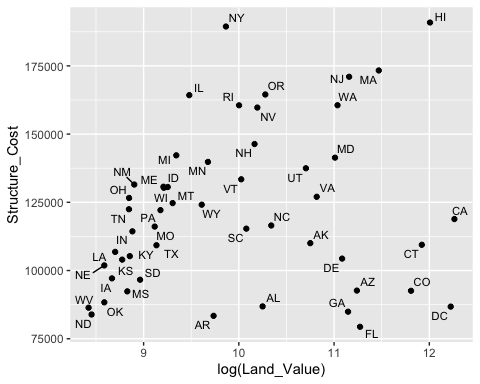 NY
HI
175000
NJ
MA
IL
OR
RI
NV
WA
150000
NH
MI
MN
MD
NM
ME
ID
VT
UT
OH
WI
MT
VA
125000
WY
TN
PA
NC
CA
IN
MO
SC
AK
LA
KY
TX
DE
CT
100000
NE
KS
SD
IA
MS
AZ
CO
WV
OK
AL
GA
DC
ND
AR
FL
75000
Structure_Cost
9
10
11
12
log(Land_Value)